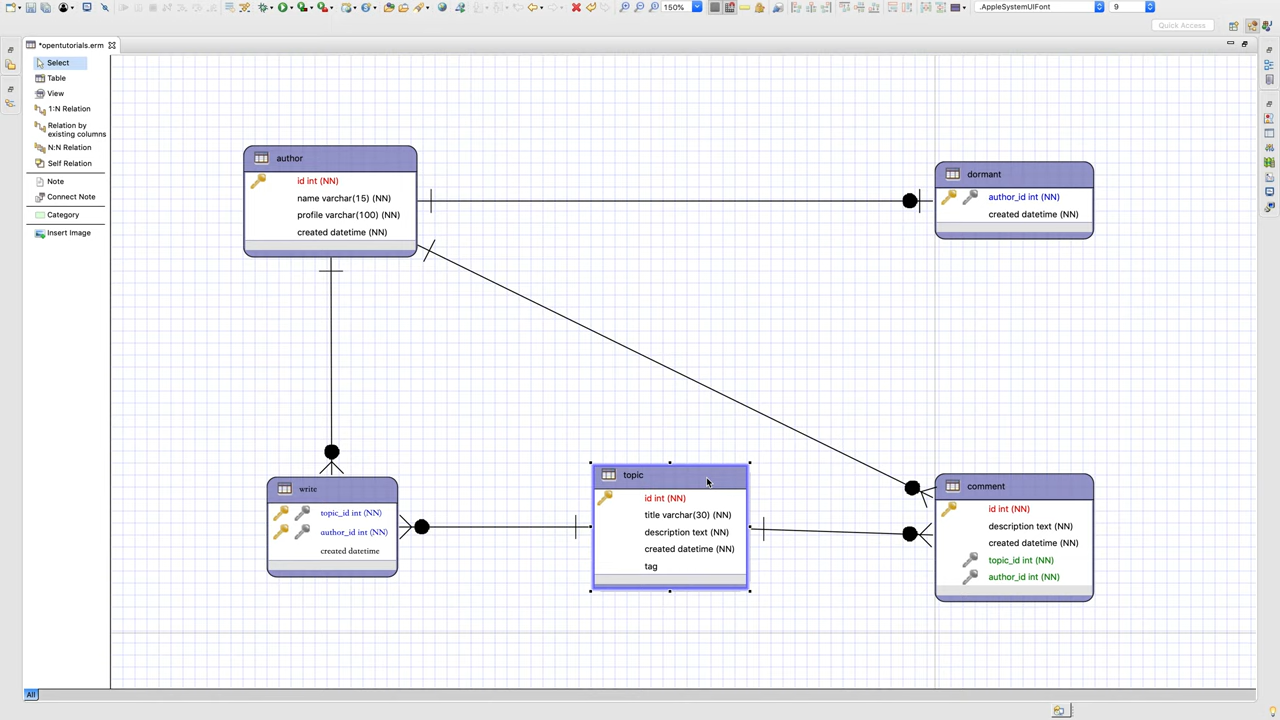 150%
.AppleSystemUIFont
9
Quick Access
*opentutorials.erm
Select
Table
View
1:N Relation
Relation by
existing columns
N:N Relation
Self Relation
Note
Connect Note
Category
Insert Image
author
id int (NN)
name varchar(15) (NN)
profile varchar(100) (NN)
created datetime (NN)
dormant
author_id int (NN)
created datetime (NN)
write
topic_id int (NN)
author_id int (NN)
created datetime
topic
id int (NN)
title varchar(30) (NN)
description text (NN)
created datetime (NN)
tag
comment
id int (NN)
description text (NN)
created datetime (NN)
topic_id int (NN)
author_id int (NN)
All